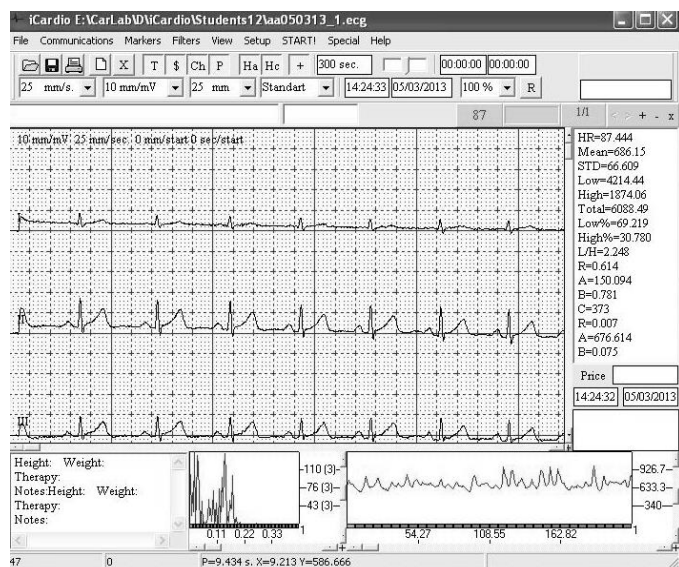 iCardio E:\CarLab\D\iCardio\Students12\aa050313_1.ecg
File Communications Markers Filters View Setup START! Special Help
X T $ Ch P Ha Hc + 300 sec. 00:00:00 00:00:00
25 mm/s. 10 mm/mV 25 mm Standart 14:24:33 05/03/2013 100 % R
87 1/1 < > + - x
10 mm/mV 25 mm/sec. 0 mm/start 0 sec/start
HR=87.444
Mean=686.15
STD=66.609
Low=4214.44
High=1874.06
Total=6088.49
Low%=69.219
High%=30.780
L/H=2.248
R=0.614
A=150.094
B=0.781
C=373
R=0.007
A=676.614
B=0.075
I
II
III
Price
14:24:32 05/03/2013
Height: Weight:
Therapy:
Notes:Height: Weight:
Therapy:
Notes:
110 (3)
76 (3)
43 (3)
0.11 0.22 0.33 1
926.7
633.3
340
54.27 108.55 162.82 1
47 0 P=9.434 s. X=9.213 Y=586.666